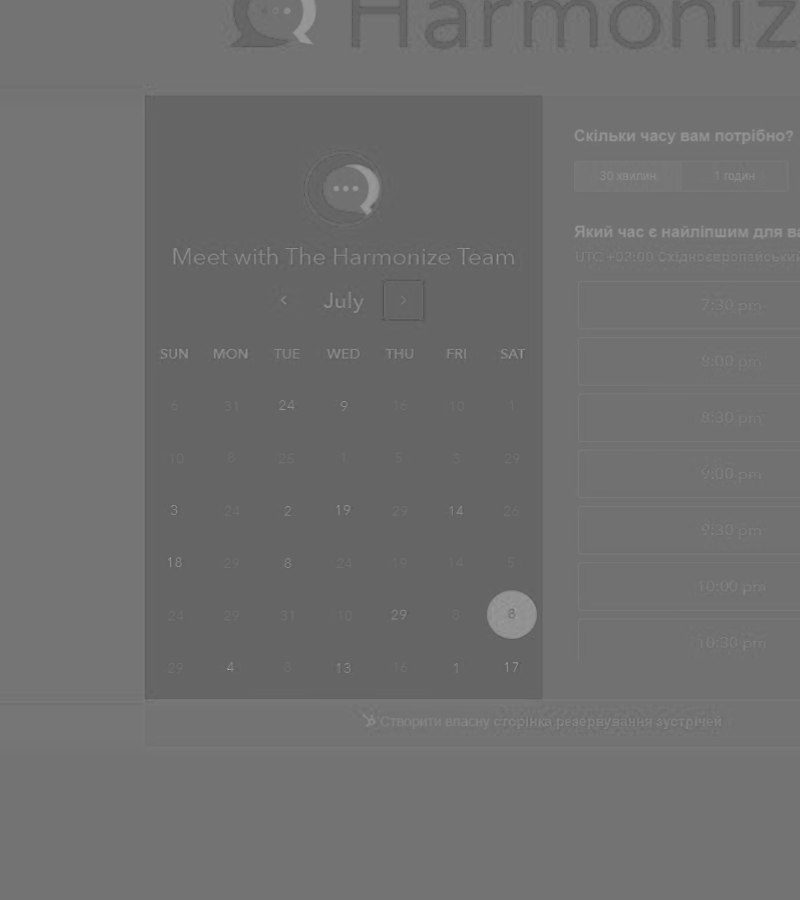 Harmoniz
Meet with The Harmonize Team
July
SUN MON TUE WED THU FRI SAT
6 31 24 9 16 10 1
10 8 25 1 5 3 29
3 24 2 19 29 14 26
18 29 8 24 19 14 5
24 29 31 10 29 8 8
29 4 8 13 16 1 17
Скільки часу вам потрібно?
30 хвилин 1 годин
Який час є найліпшим для ва
UTC +03:00 Східноєвропейський
7:30 pm
8:00 pm
8:30 pm
9:00 pm
9:30 pm
10:00 pm
10:30 pm
Створити власну сторінка резервування зустрічей